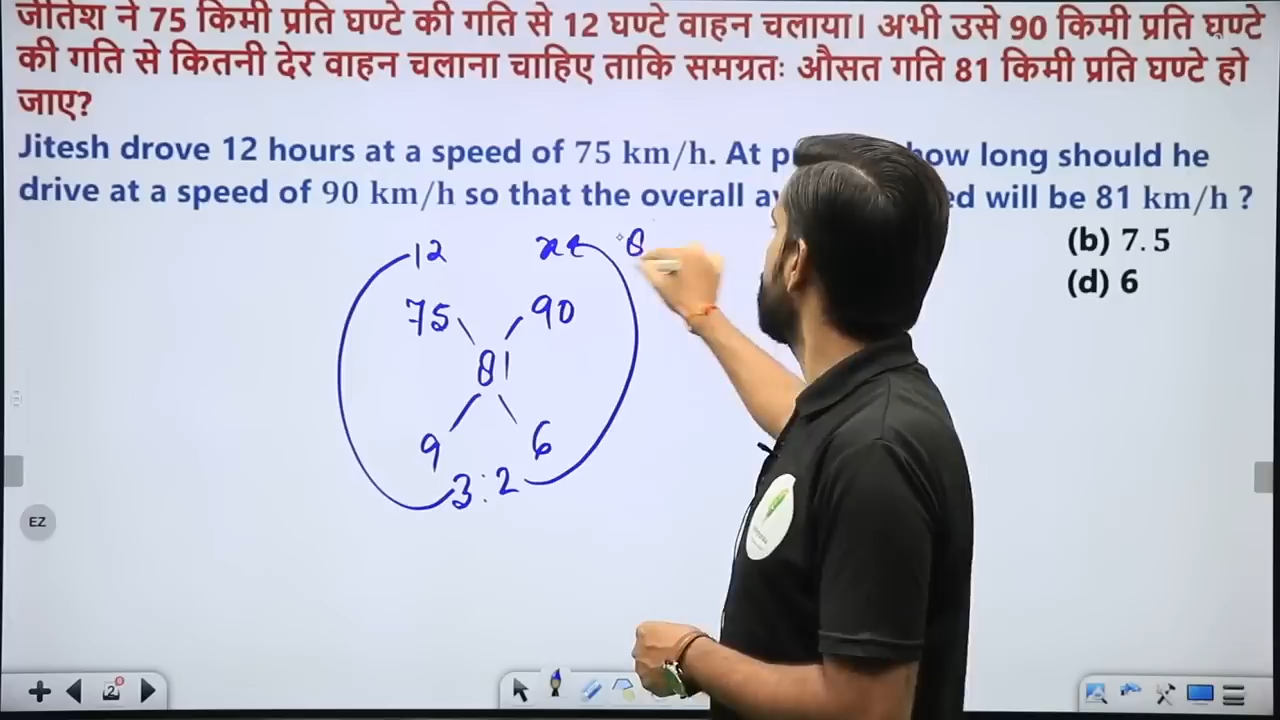 जीतेश ने 75 किमी प्रति घण्टे की गति से 12 घण्टे वाहन चलाया। अभी उसे 90 किमी प्रति घण्टे
की गति से कितनी देर वाहन चलाना चाहिए ताकि समग्रतः औसत गति 81 किमी प्रति घण्टे हो
जाए?
Jitesh drove 12 hours at a speed of 75 km/h. At how long should he
drive at a speed of 90 km/h so that the overall will be 81 km/h ?
(b) 7.5
(d) 6
12 8
75 90
81
9 6
3:2
EZ
2